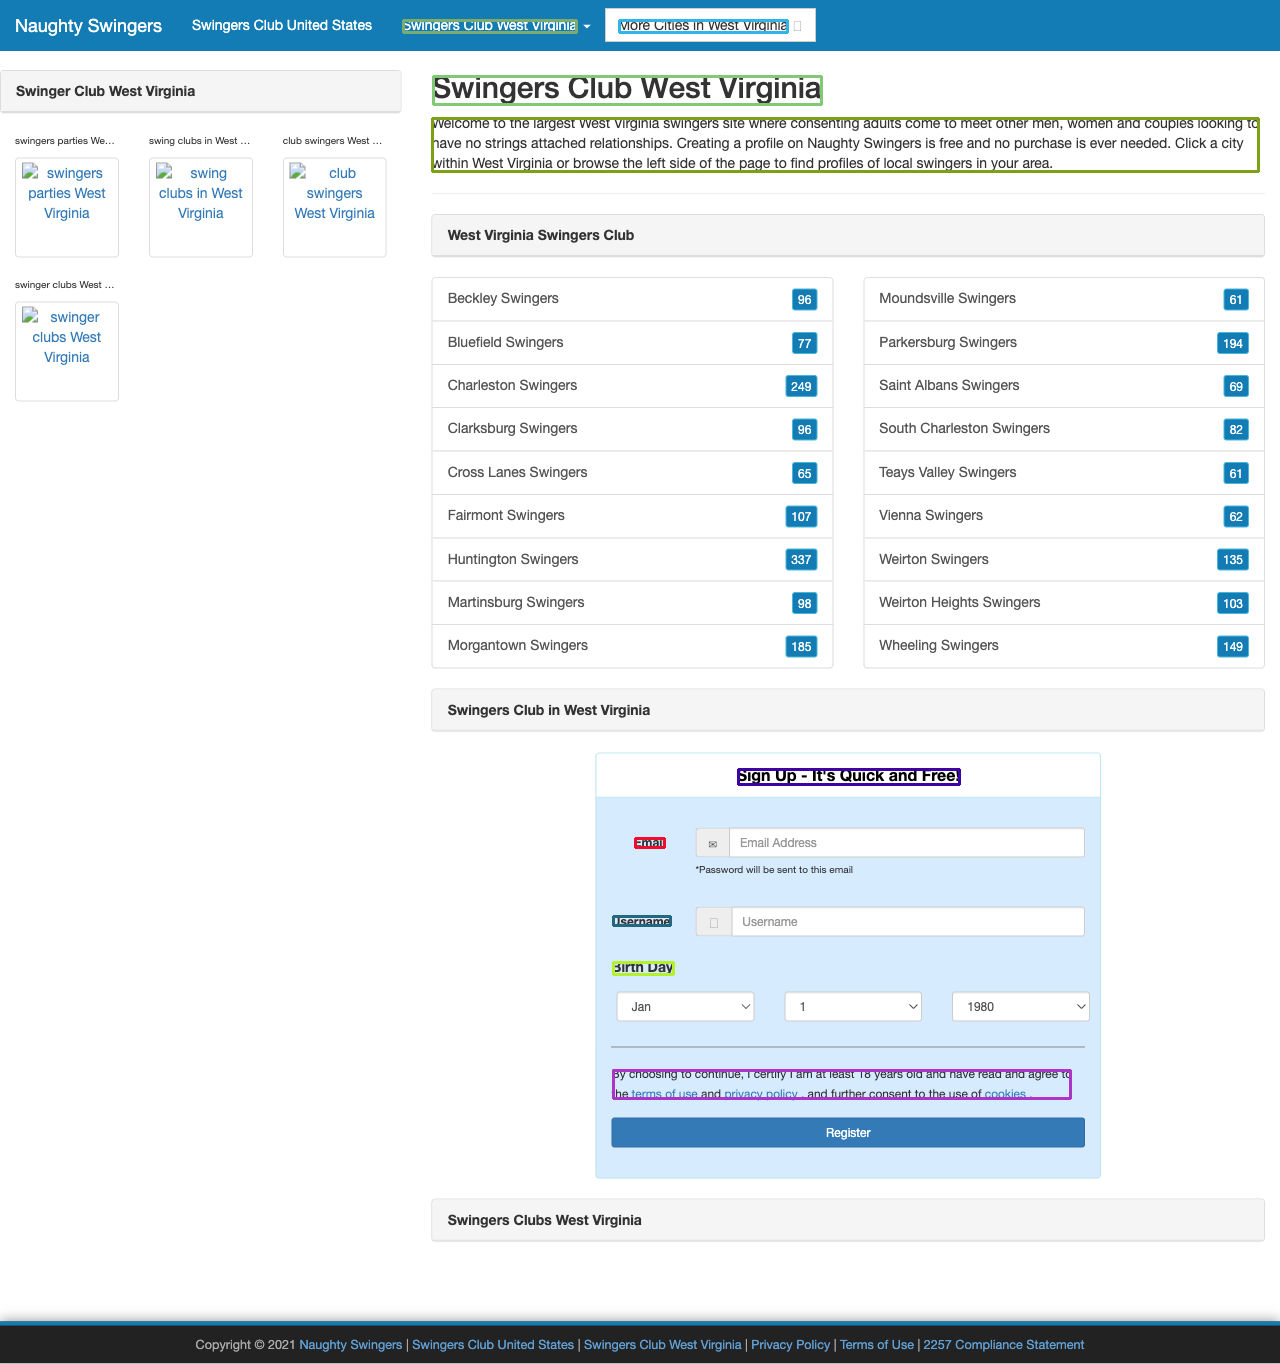 Naughty Swingers
Swingers Club United States
Swingers Club West Virginia
More Cities in West Virginia
Swinger Club West Virginia
swingers parties We...
swing clubs in West ...
club swingers West ...
swingers parties West Virginia
swing clubs in West Virginia
club swingers West Virginia
swinger clubs West ...
swinger clubs West Virginia
Swingers Club West Virginia
Welcome to the largest West Virginia swingers site where consenting adults come to meet other men, women and couples looking to
have no strings attached relationships. Creating a profile on Naughty Swingers is free and no purchase is ever needed. Click a city
within West Virginia or browse the left side of the page to find profiles of local swingers in your area.
West Virginia Swingers Club
Beckley Swingers 96
Bluefield Swingers 77
Charleston Swingers 249
Clarksburg Swingers 96
Cross Lanes Swingers 65
Fairmont Swingers 107
Huntington Swingers 337
Martinsburg Swingers 98
Morgantown Swingers 185
Moundsville Swingers 61
Parkersburg Swingers 194
Saint Albans Swingers 69
South Charleston Swingers 82
Teays Valley Swingers 61
Vienna Swingers 62
Weirton Swingers 135
Weirton Heights Swingers 103
Wheeling Swingers 149
Swingers Club in West Virginia
Sign Up - It's Quick and Free!
Email
Email Address
*Password will be sent to this email
Username
Username
Birth Day
Jan
1
1980
By choosing to continue, I certify I am at least 18 years old and have read and agree to
the terms of use and privacy policy , and further consent to the use of cookies .
Register
Swingers Clubs West Virginia
Copyright © 2021 Naughty Swingers | Swingers Club United States | Swingers Club West Virginia | Privacy Policy | Terms of Use | 2257 Compliance Statement